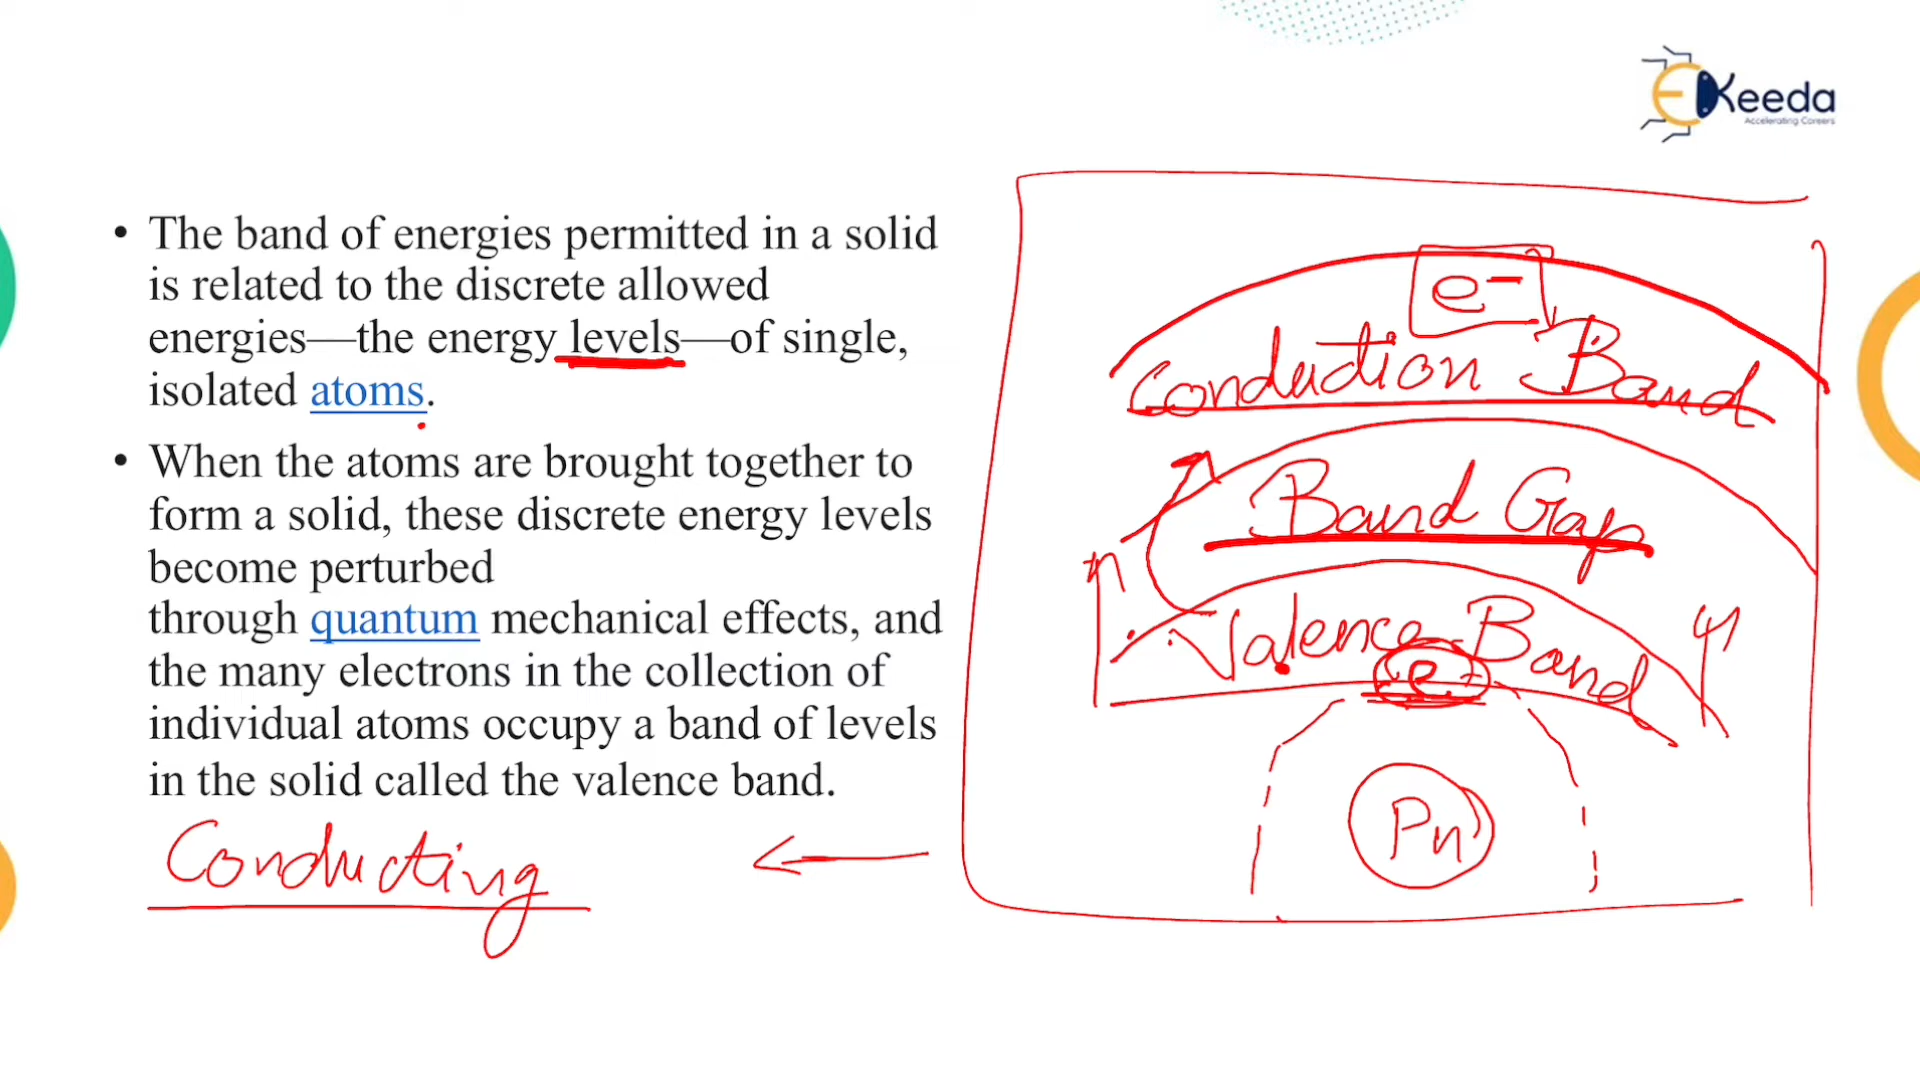 EKeeda
Accelerating Careers
• The band of energies permitted in a solid
is related to the discrete allowed
energies—the energy levels—of single,
isolated atoms.
• When the atoms are brought together to
form a solid, these discrete energy levels
become perturbed
through quantum mechanical effects, and
the many electrons in the collection of
individual atoms occupy a band of levels
in the solid called the valence band.
Conducting
e-
Conduction Band
Band Gap
Valence Band
e-
Pn